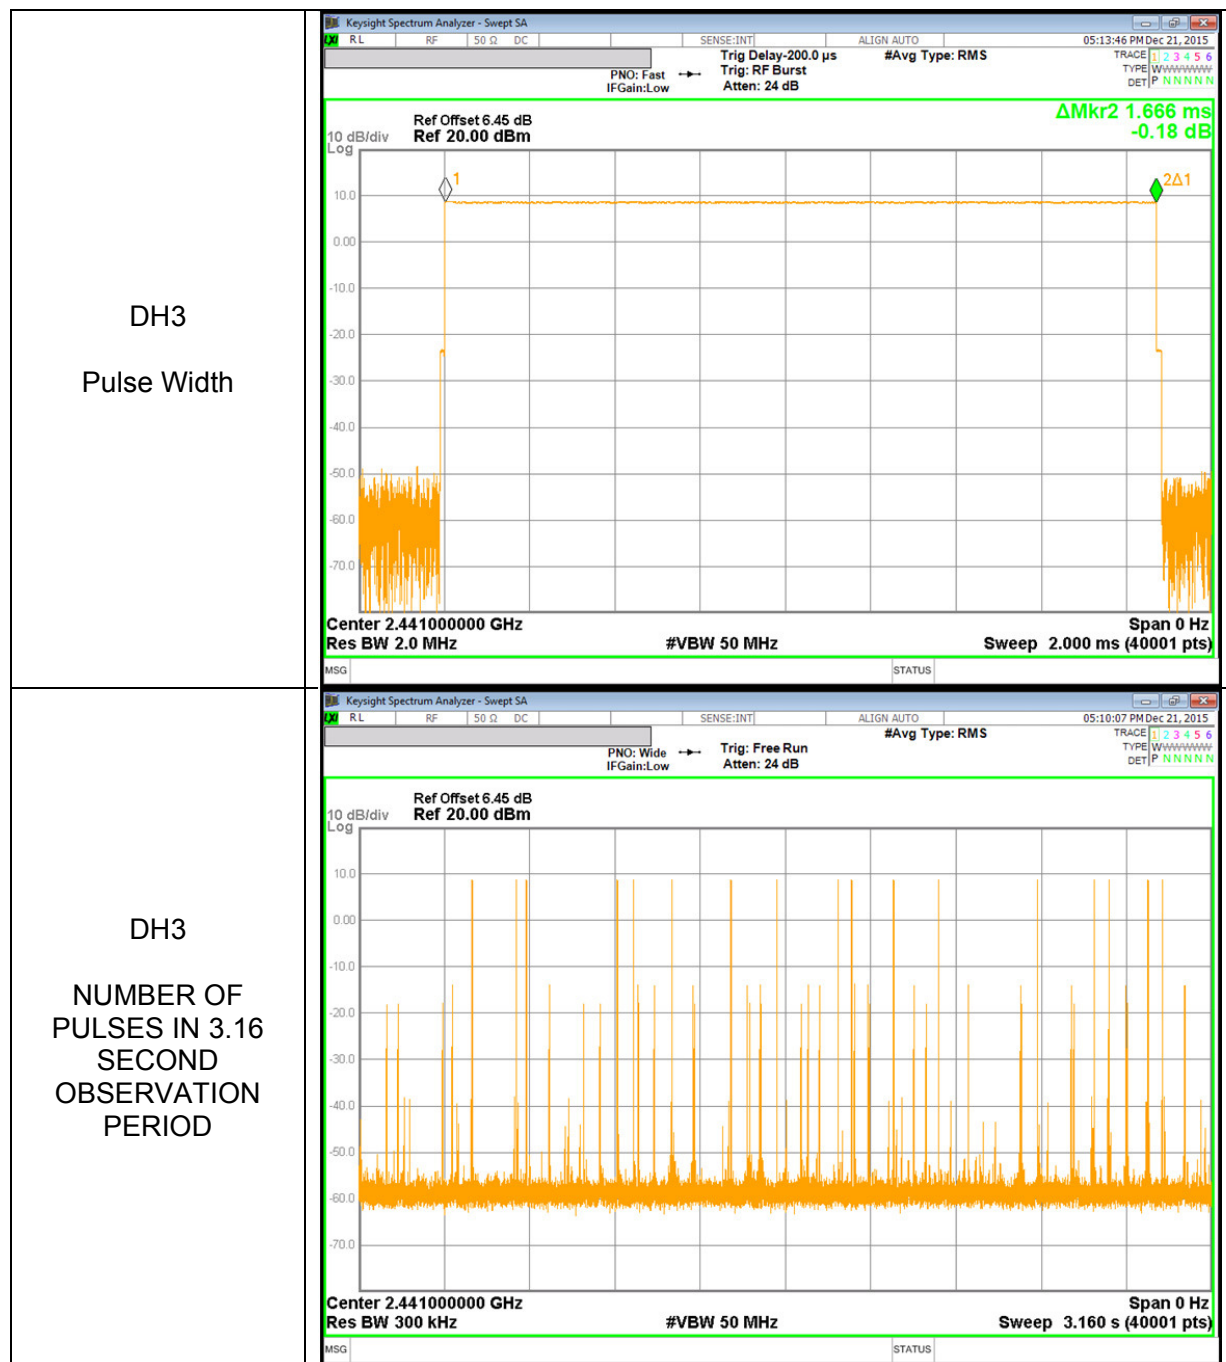 DH3
Pulse Width
Keysight Spectrum Analyzer - Swept SA
LXI RL RF 50 Ω DC SENSE:INT ALIGN AUTO 05:13:46 PM Dec 21, 2015
Trig Delay-200.0 µs #Avg Type: RMS TRACE 1 2 3 4 5 6
PNO: Fast Trig: RF Burst TYPE WWWWWW
IFGain:Low Atten: 24 dB DET P N N N N N
ΔMkr2 1.666 ms
-0.18 dB
Ref Offset 6.45 dB
10 dB/div Ref 20.00 dBm
Log
1
2Δ1
10.0
0.00
-10.0
-20.0
-30.0
-40.0
-50.0
-60.0
-70.0
Center 2.441000000 GHz Span 0 Hz
Res BW 2.0 MHz #VBW 50 MHz Sweep 2.000 ms (40001 pts)
MSG STATUS
DH3
NUMBER OF
PULSES IN 3.16
SECOND
OBSERVATION
PERIOD
Keysight Spectrum Analyzer - Swept SA
LXI RL RF 50 Ω DC SENSE:INT ALIGN AUTO 05:10:07 PM Dec 21, 2015
#Avg Type: RMS TRACE 1 2 3 4 5 6
PNO: Wide Trig: Free Run TYPE WWWWWW
IFGain:Low Atten: 24 dB DET P N N N N N
Ref Offset 6.45 dB
10 dB/div Ref 20.00 dBm
Log
10.0
0.00
-10.0
-20.0
-30.0
-40.0
-50.0
-60.0
-70.0
Center 2.441000000 GHz Span 0 Hz
Res BW 300 kHz #VBW 50 MHz Sweep 3.160 s (40001 pts)
MSG STATUS